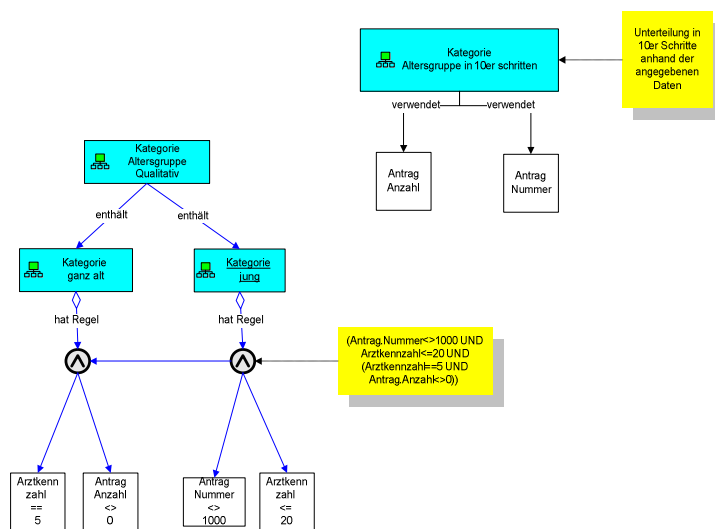 Kategorie
Altersgruppe in 10er schritten
Unterteilung in
10er Schritte
anhand der
angegebenen
Daten
verwendet
verwendet
Antrag
Anzahl
Antrag
Nummer
Kategorie
Altersgruppe
Qualitativ
enthält
enthält
Kategorie
ganz alt
Kategorie
jung
hat Regel
hat Regel
(Antrag.Nummer<>1000 UND
Arztkennzahl<=20 UND
(Arztkennzahl==5 UND
Antrag.Anzahl<>0))
Arztkenn
zahl
==
5
Antrag
Anzahl
<>
0
Antrag
Nummer
<>
1000
Arztkenn
zahl
<=
20